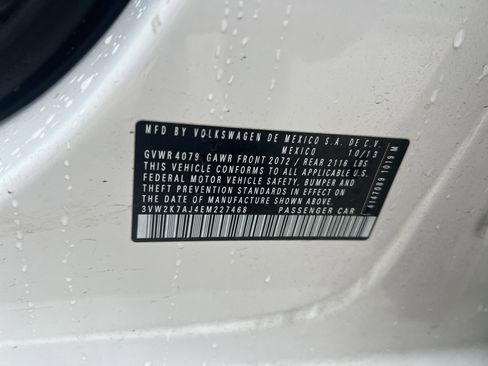 MFD BY VOLKSWAGEN DE MEXICO S.A. DE C.V.
MEXICO 10/13
GVWR 4079 GAWR FRONT 2072 / REAR 2116 LBS
THIS VEHICLE CONFORMS TO ALL APPLICABLE U.S.
FEDERAL MOTOR VEHICLE SAFETY, BUMPER AND
THEFT PREVENTION STANDARDS IN EFFECT ON
THE DATE OF MANUFACTURE SHOWN ABOVE.
3VW2K7AJ4EM227468 PASSENGER CAR
4147089 1019 M